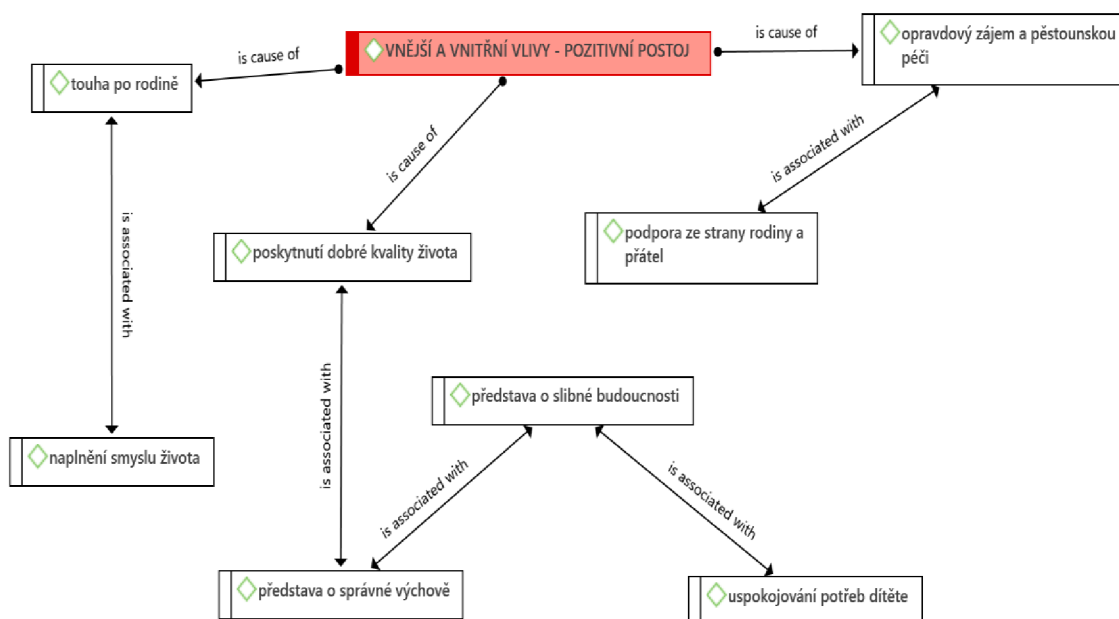 is cause of
VNĚJŠÍ A VNITŘNÍ VLIVY - POZITIVNÍ POSTOJ
is cause of
opravdový zájem a pěstounskou
péči
touha po rodině
is cause of
is associated with
is associated with
podpora ze strany rodiny a
přátel
poskytnutí dobré kvality života
is associated with
představa o slibné budoucnosti
naplnění smyslu života
is associated with
is associated with
představa o správné výchově
uspokojování potřeb dítěte